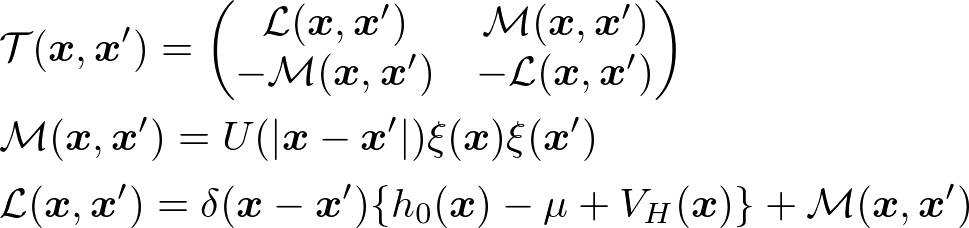 𝒯(𝒙, 𝒙′) = ( ℒ(𝒙, 𝒙′) ℳ(𝒙, 𝒙′) ; −ℳ(𝒙, 𝒙′) −ℒ(𝒙, 𝒙′) )
ℳ(𝒙, 𝒙′) = U(|𝒙 − 𝒙′|)ξ(𝒙)ξ(𝒙′)
ℒ(𝒙, 𝒙′) = δ(𝒙 − 𝒙′){h₀(𝒙) − μ + V_H(𝒙)} + ℳ(𝒙, 𝒙′)